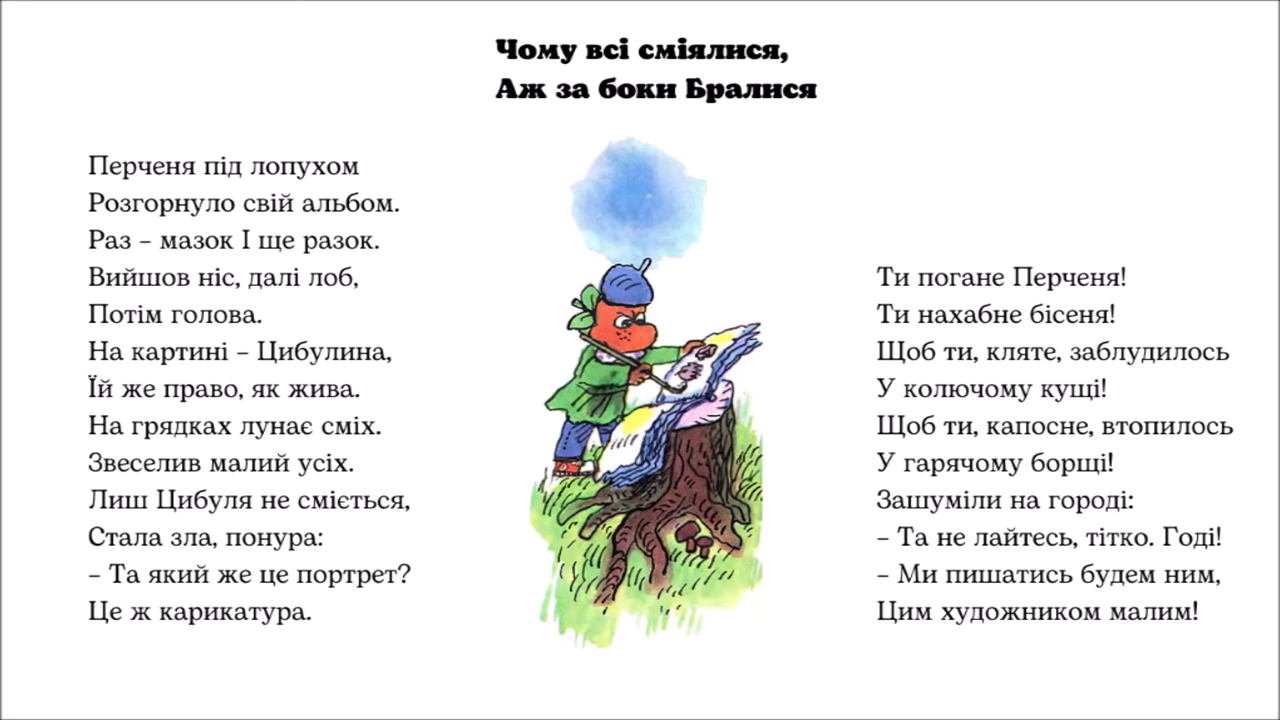 Чому всі сміялися,
Аж за боки Бралися
Перченя під лопухом
Розгорнуло свій альбом.
Раз – мазок І ще разок.
Вийшов ніс, далі лоб,
Потім голова.
На картині – Цибулина,
Їй же право, як жива.
На грядках лунає сміх.
Звеселив малий усіх.
Лиш Цибуля не сміється,
Стала зла, понура:
– Та який же це портрет?
Це ж карикатура.
Ти погане Перченя!
Ти нахабне бісеня!
Щоб ти, кляте, заблудилось
У колючому кущі!
Щоб ти, капосне, втопилось
У гарячому борщі!
Зашуміли на городі:
– Та не лайтесь, тітко. Годі!
– Ми пишатись будем ним,
Цим художником малим!